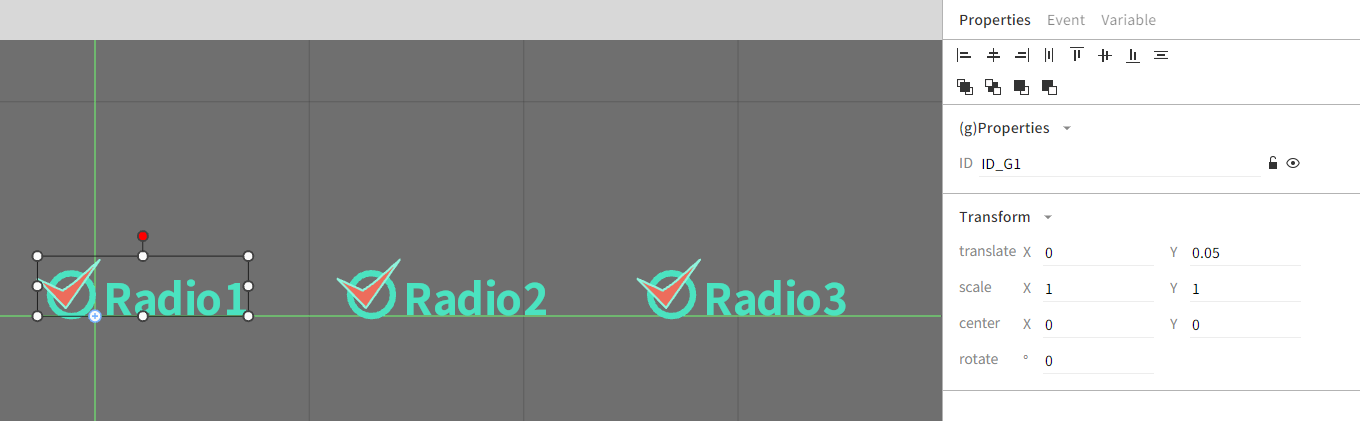 Properties Event Variable
(g)Properties
ID ID_G1
Transform
translate X 0 Y 0.05
scale X 1 Y 1
center X 0 Y 0
rotate ° 0
Radio1 Radio2 Radio3